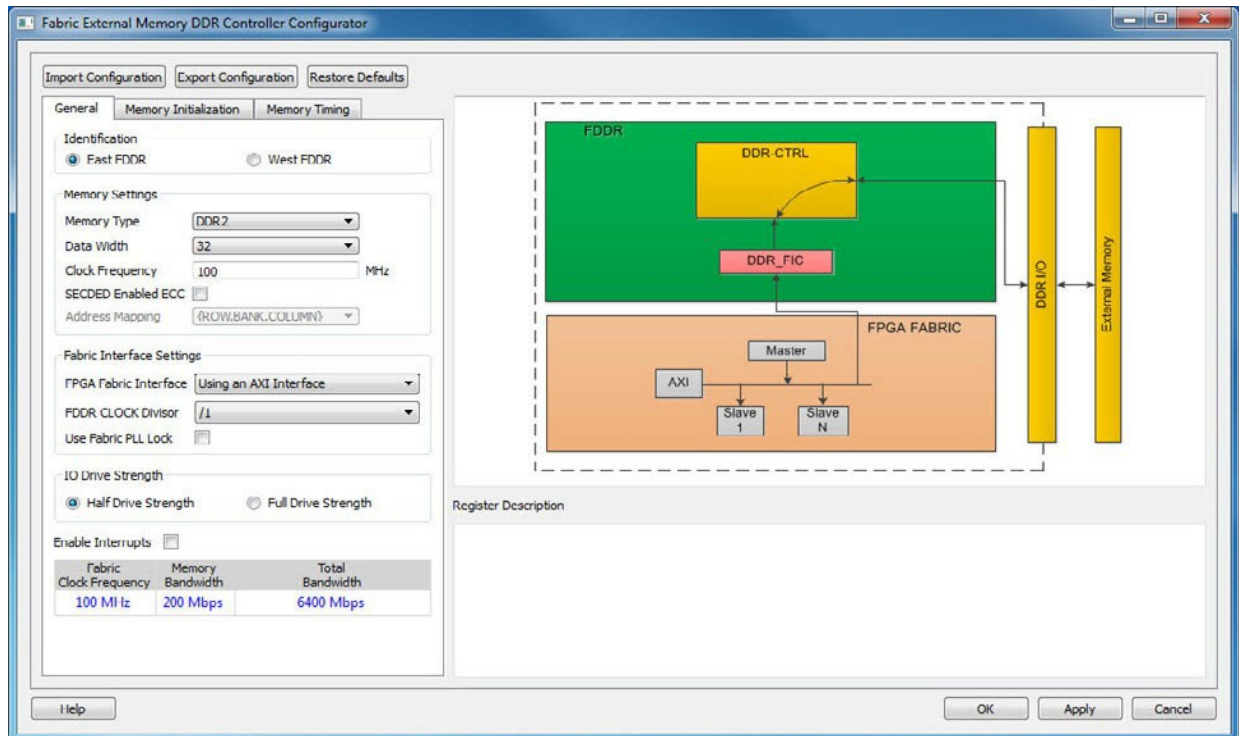 Fabric External Memory DDR Controller Configurator
Import Configuration Export Configuration Restore Defaults
General Memory Initialization Memory Timing
Identification
East FDDR West FDDR
Memory Settings
Memory Type DDR2
Data Width 32
Clock Frequency 100 MHz
SECDED Enabled ECC
Address Mapping {ROW,BANK,COLUMN}
Fabric Interface Settings
FPGA Fabric Interface Using an AXI Interface
FDDR CLOCK Divisor /1
Use Fabric PLL Lock
IO Drive Strength
Half Drive Strength Full Drive Strength
Enable Interrupts
Fabric Clock Frequency Memory Bandwidth Total Bandwidth
100 MHz 200 Mbps 6400 Mbps
FDDR
DDR-CTRL
DDR_FIC
FPGA FABRIC
Master
AXI
Slave
1
Slave
N
DDR I/O
External Memory
Register Description
Help OK Apply Cancel